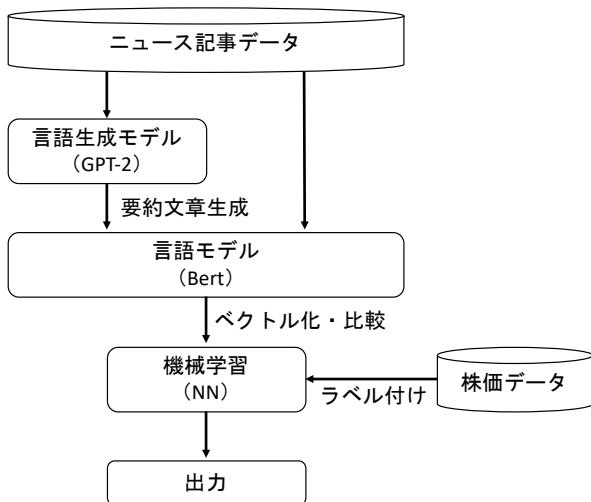 ニュース記事データ
言語生成モデル
（GPT-2）
要約文章生成
言語モデル
（Bert）
ベクトル化・比較
機械学習
（NN）
ラベル付け
株価データ
出力